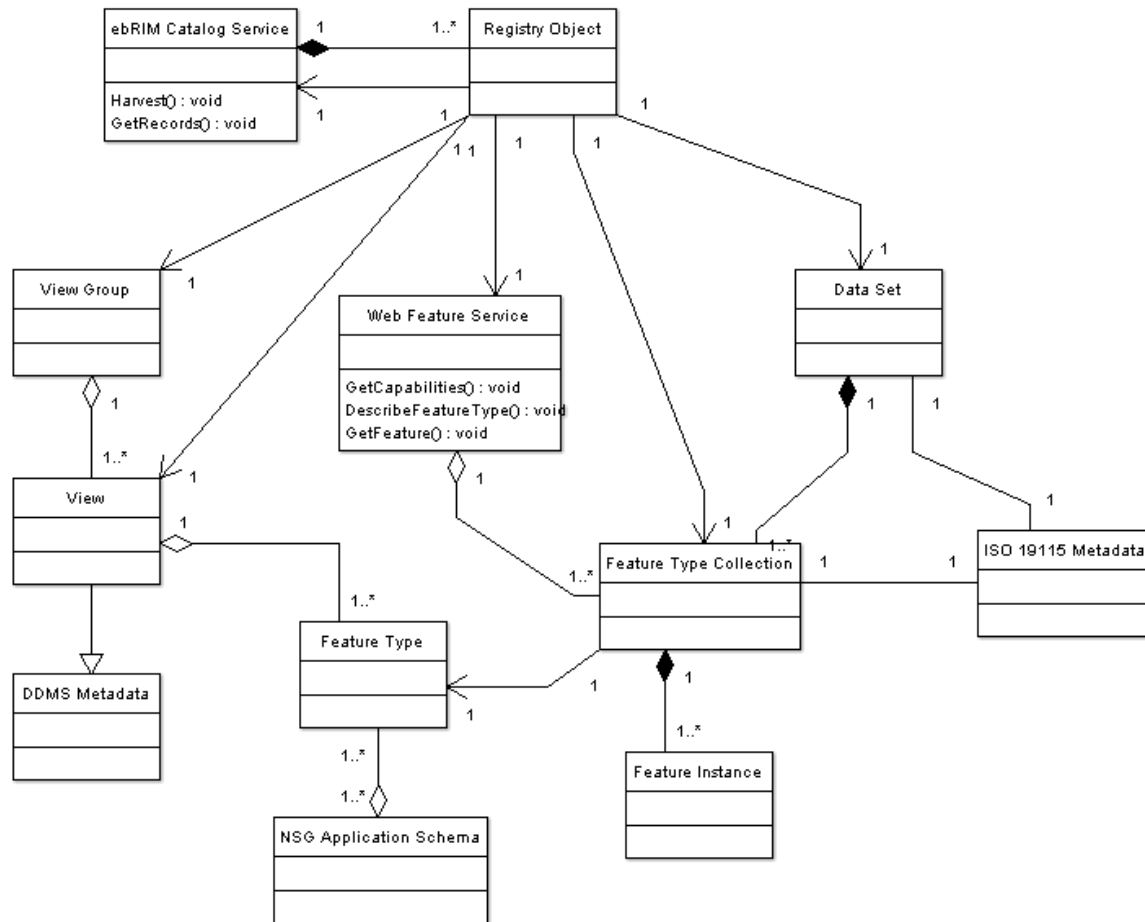 ebRIM Catalog Service
Harvest() : void
GetRecords() : void
1
1..*
Registry Object
1
1
1
1
1
1
1
1
View Group
1
1
Web Feature Service
GetCapabilities() : void
DescribeFeatureType() : void
GetFeature() : void
1
Data Set
1
1
1
1..*
1
1
View
1
1
1..*
1..*
Feature Type Collection
1
1
1
ISO 19115 Metadata
1..*
Feature Type
1
1
1
DDMS Metadata
1..*
1..*
1..*
Feature Instance
NSG Application Schema